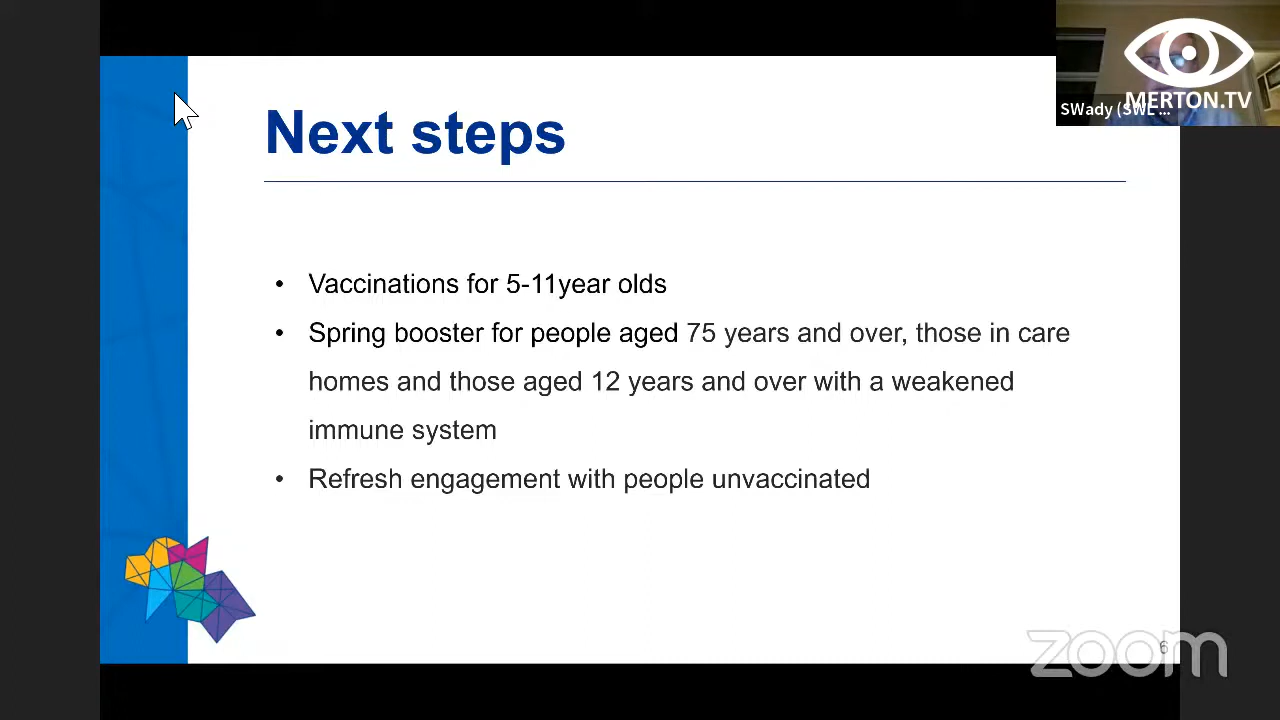 MERTON.TV
SWady (SWL ...
Next steps
• Vaccinations for 5-11year olds
• Spring booster for people aged 75 years and over, those in care
homes and those aged 12 years and over with a weakened
immune system
• Refresh engagement with people unvaccinated
6
zoom